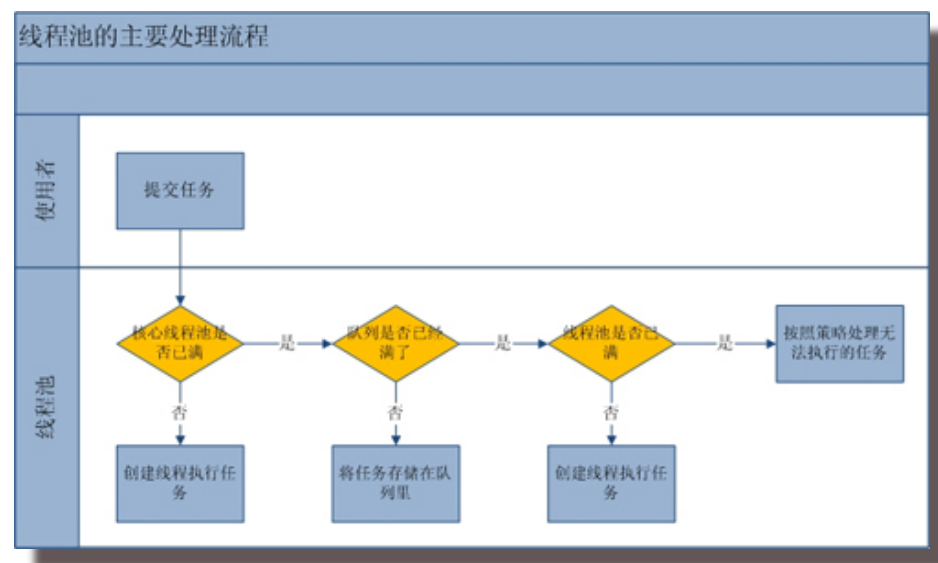 线程池的主要处理流程
使用者
提交任务
线程池
核心线程池是
否已满
是
队列是否已经
满了
是
线程池是否已
满
是
按照策略处理无
法执行的任务
否
否
否
创建线程执行任
务
将任务存储在队
列里
创建线程执行任
务